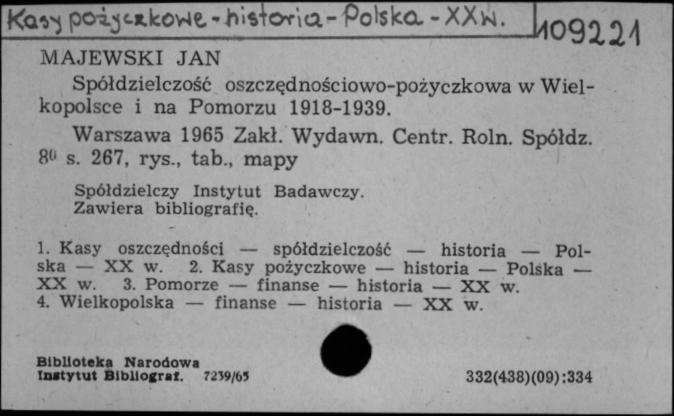 Kasy pożyczkowe - historia - Polska - XX w.
109221
MAJEWSKI JAN
Spółdzielczość oszczędnościowo-pożyczkowa w Wiel-
kopolsce i na Pomorzu 1918-1939.
Warszawa 1965 Zakł. Wydawn. Centr. Roln. Spółdz.
8⁰ s. 267, rys., tab., mapy
Spółdzielczy Instytut Badawczy.
Zawiera bibliografię.
1. Kasy oszczędności — spółdzielczość — historia — Pol-
ska — XX w. 2. Kasy pożyczkowe — historia — Polska —
XX w. 3. Pomorze — finanse — historia — XX w.
4. Wielkopolska — finanse — historia — XX w.
Biblioteka Narodowa
Instytut Bibliograf. 7239/65
332(438)(09):334